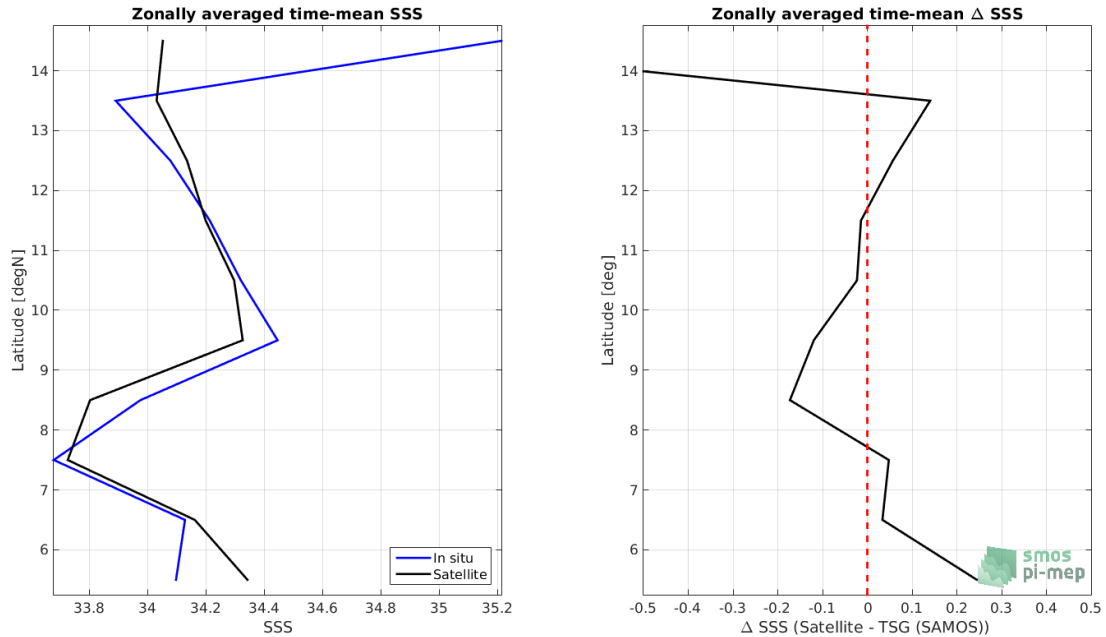 Zonally averaged time-mean SSS
14
13
12
11
10
9
8
7
6
Latitude [degN]
33.8 34 34.2 34.4 34.6 34.8 35 35.2
SSS
In situ
Satellite
Zonally averaged time-mean Δ SSS
14
13
12
11
10
9
8
7
6
Latitude [deg]
-0.5 -0.4 -0.3 -0.2 -0.1 0 0.1 0.2 0.3 0.4 0.5
Δ SSS (Satellite - TSG (SAMOS))
smos
pi-mep